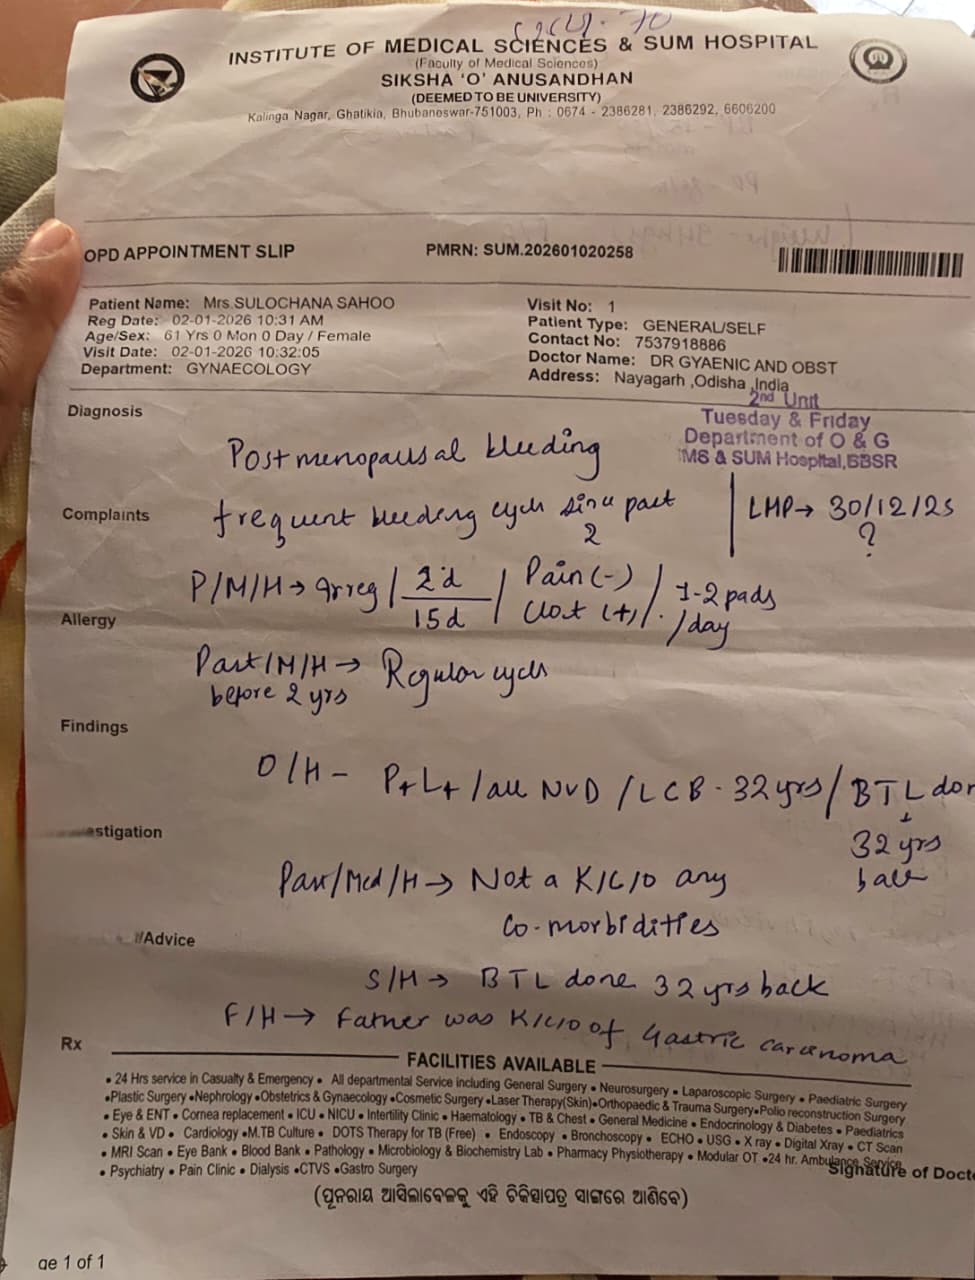 INSTITUTE OF MEDICAL SCIENCES & SUM HOSPITAL
(Faculty of Medical Sciences)
SIKSHA 'O' ANUSANDHAN
(DEEMED TO BE UNIVERSITY)
Kalinga Nagar, Ghatikia, Bhubaneswar-751003, Ph : 0674 - 2386281, 2386292, 6606200
OPD APPOINTMENT SLIP
PMRN: SUM.202601020258
Patient Name: Mrs.SULOCHANA SAHOO
Reg Date: 02-01-2026 10:31 AM
Age/Sex: 61 Yrs 0 Mon 0 Day / Female
Visit Date: 02-01-2026 10:32:05
Department: GYNAECOLOGY
Visit No: 1
Patient Type: GENERAL/SELF
Contact No: 7537918886
Doctor Name: DR GYAENIC AND OBST
Address: Nayagarh ,Odisha ,India
2nd Unit
Tuesday & Friday
Department of O & G
IMS & SUM Hospital,BBSR
Diagnosis
Postmenopausal bleeding
Complaints
frequent bleeding cycle since past 2
LMP→ 30/12/25
?
P/M/H→ Irreg / 2d / 15d / Pain (-) / Clot (+) / 1-2 pads /day
Allergy
Past/M/H → Regular cycle
before 2 yrs
Findings
O/H - P4L4 / all NVD / LCB - 32 yrs / BTL don
↓
32 yrs
back
stigation
Past/Med/H → Not a K/C/O any
Co-morbidities
/Advice
S/H → BTL done 32 yrs back
F/H → Father was K/C/O of Gastric carcinoma
Rx
FACILITIES AVAILABLE
• 24 Hrs service in Casualty & Emergency • All departmental Service including General Surgery • Neurosurgery • Laparoscopic Surgery • Paediatric Surgery
•Plastic Surgery •Nephrology •Obstetrics & Gynaecology •Cosmetic Surgery •Laser Therapy(Skin)•Orthopaedic & Trauma Surgery•Polio reconstruction Surgery
• Eye & ENT • Cornea replacement • ICU • NICU • Intertility Clinic • Haematology • TB & Chest • General Medicine • Endocrinology & Diabetes • Paediatrics
• Skin & VD • Cardiology •M.TB Culture • DOTS Therapy for TB (Free) • Endoscopy • Bronchoscopy • ECHO • USG • X ray • Digital Xray • CT Scan
• MRI Scan • Eye Bank • Blood Bank • Pathology • Microbiology & Biochemistry Lab • Pharmacy Physiotherapy • Modular OT •24 hr. Ambulance Service
• Psychiatry • Pain Clinic • Dialysis •CTVS •Gastro Surgery
Signature of Docto
(ପୁନରାୟ ଆସିଲାବେଳକୁ ଏହି ଚିକିତ୍ସାପତ୍ର ସାଙ୍ଗରେ ଆଣିବେ)
ge 1 of 1